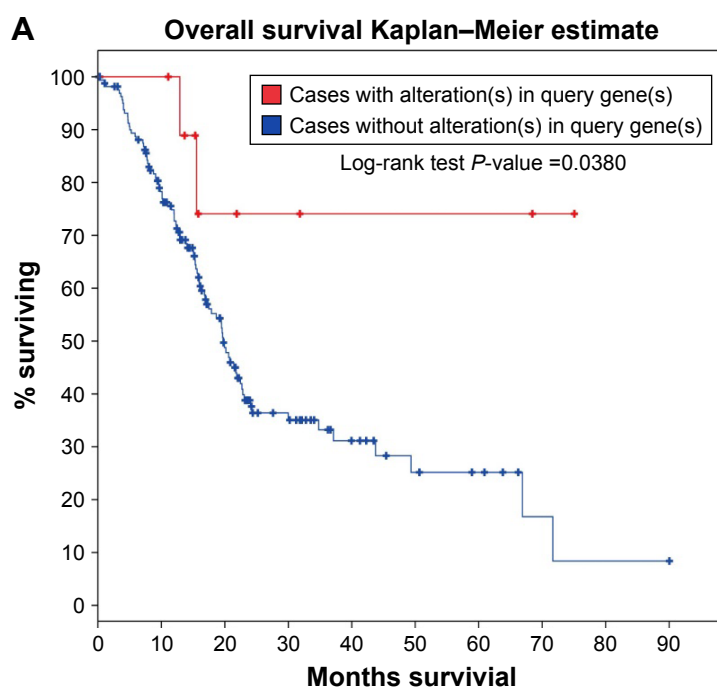 A
Overall survival Kaplan–Meier estimate
Cases with alteration(s) in query gene(s)
Cases without alteration(s) in query gene(s)
Log-rank test P-value =0.0380
% surviving
100
90
80
70
60
50
40
30
20
10
0
0 10 20 30 40 50 60 70 80 90
Months survivial